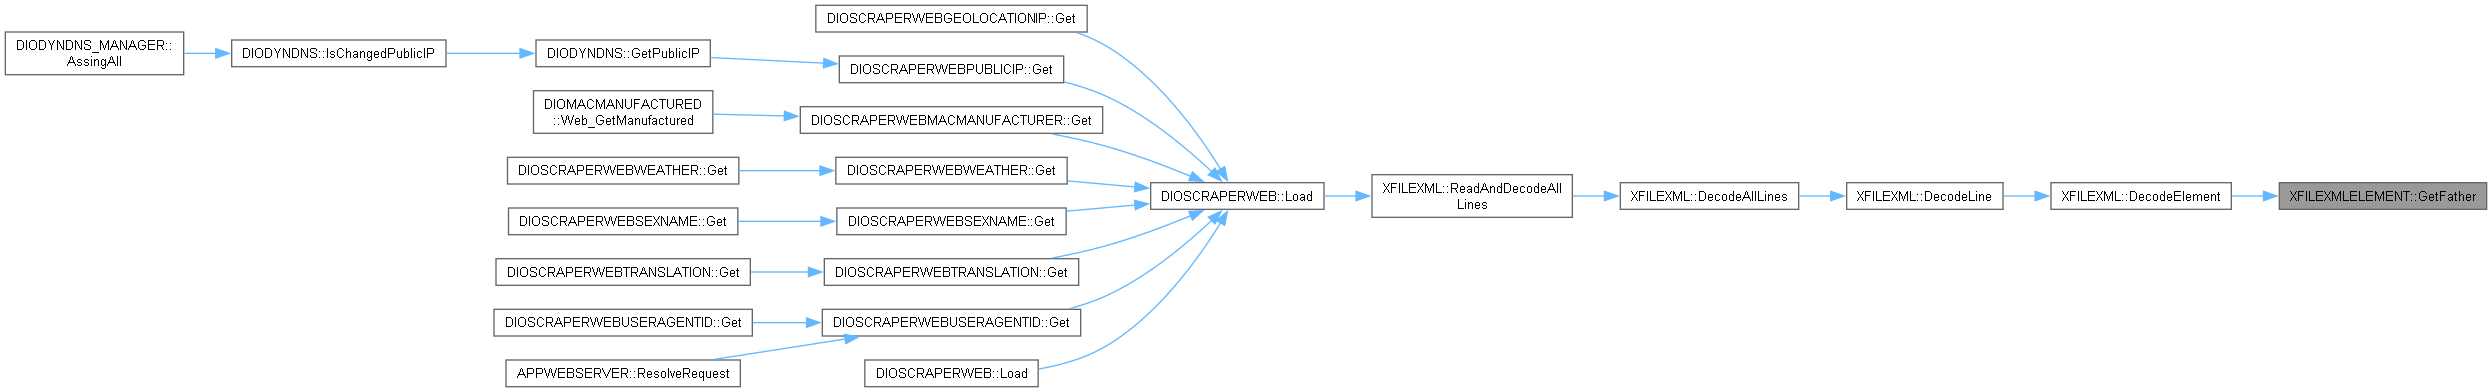 DIODYNDNS_MANAGER::
AssingAll
DIODYNDNS::IsChangedPublicIP
DIODYNDNS::GetPublicIP
DIOSCRAPERWEBGEOLOCATIONIP::Get
DIOSCRAPERWEBPUBLICIP::Get
DIOMACMANUFACTURED
::Web_GetManufactured
DIOSCRAPERWEBMACMANUFACTURER::Get
DIOSCRAPERWEBWEATHER::Get
DIOSCRAPERWEBWEATHER::Get
DIOSCRAPERWEBSEXNAME::Get
DIOSCRAPERWEBSEXNAME::Get
DIOSCRAPERWEBTRANSLATION::Get
DIOSCRAPERWEBTRANSLATION::Get
DIOSCRAPERWEBUSERAGENTID::Get
DIOSCRAPERWEBUSERAGENTID::Get
APPWEBSERVER::ResolveRequest
DIOSCRAPERWEB::Load
DIOSCRAPERWEB::Load
XFILEXML::ReadAndDecodeAll
Lines
XFILEXML::DecodeAllLines
XFILEXML::DecodeLine
XFILEXML::DecodeElement
XFILEXMLELEMENT::GetFather